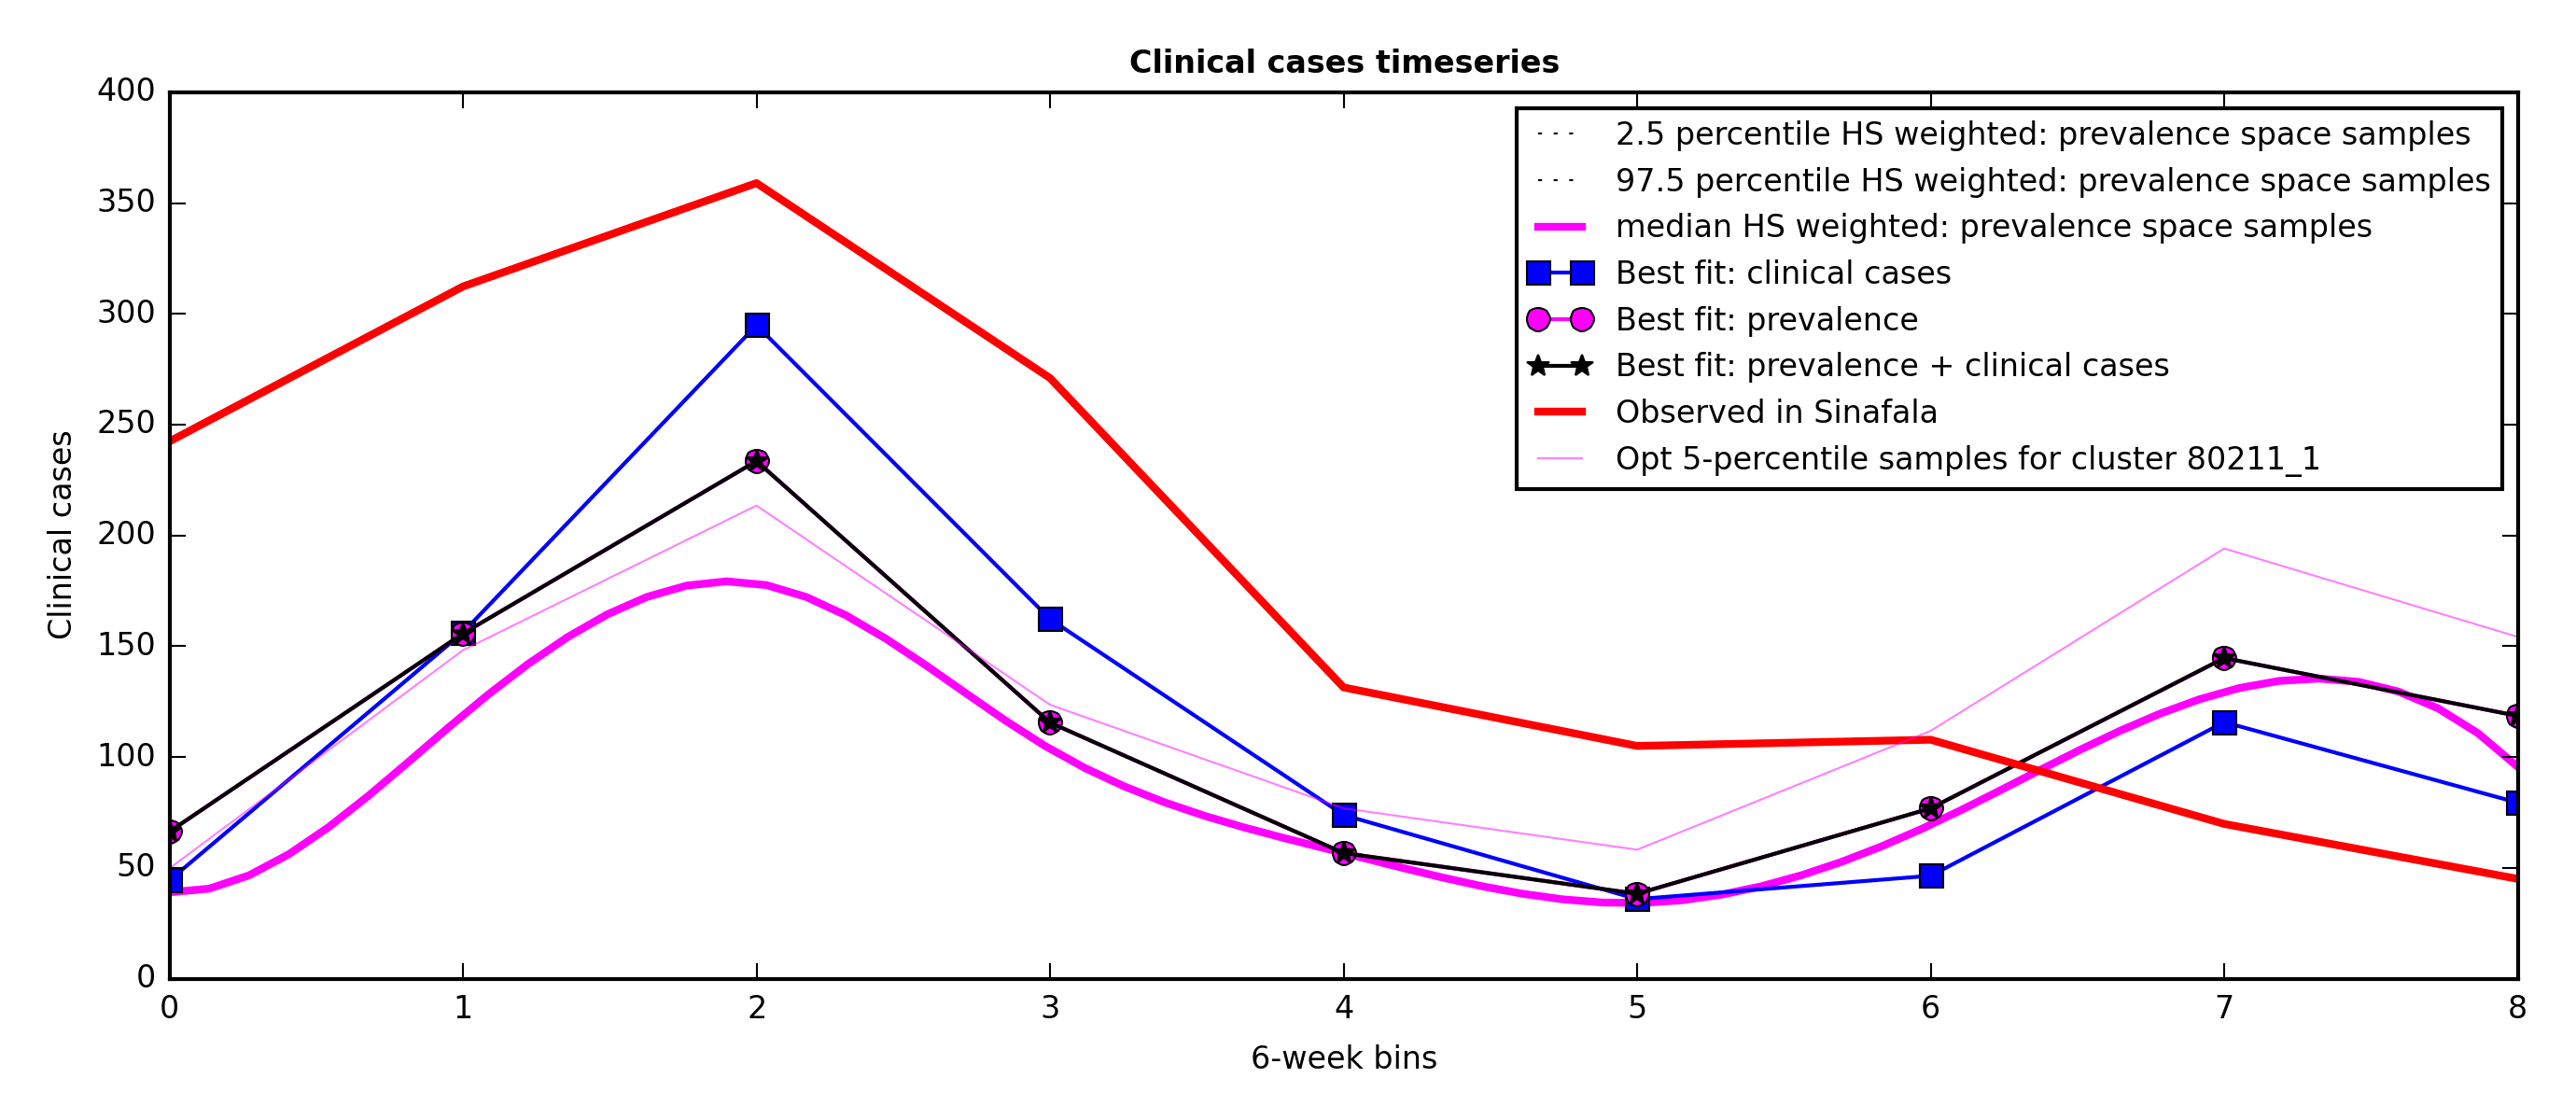 Clinical cases timeseries
400
350
300
250
200
150
100
50
0
Clinical cases
2.5 percentile HS weighted: prevalence space samples
97.5 percentile HS weighted: prevalence space samples
median HS weighted: prevalence space samples
Best fit: clinical cases
Best fit: prevalence
Best fit: prevalence + clinical cases
Observed in Sinafala
Opt 5-percentile samples for cluster 80211_1
0 1 2 3 4 5 6 7 8
6-week bins